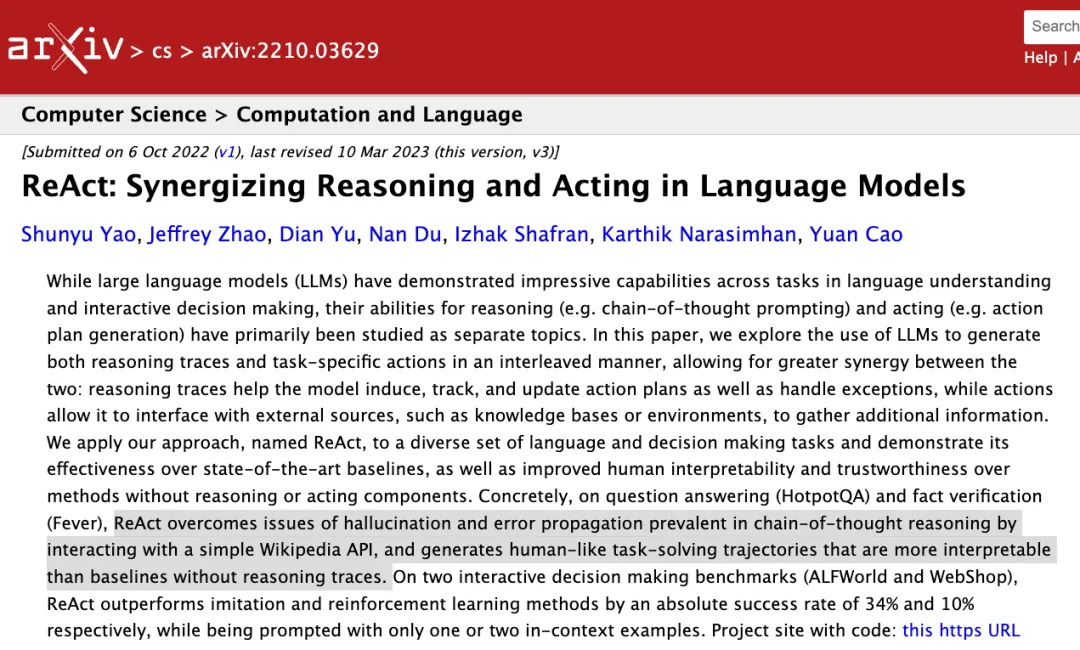 arXiv > cs > arXiv:2210.03629
Search
Help |
Computer Science > Computation and Language
[Submitted on 6 Oct 2022 (v1), last revised 10 Mar 2023 (this version, v3)]
ReAct: Synergizing Reasoning and Acting in Language Models
Shunyu Yao, Jeffrey Zhao, Dian Yu, Nan Du, Izhak Shafran, Karthik Narasimhan, Yuan Cao
While large language models (LLMs) have demonstrated impressive capabilities across tasks in language understanding
and interactive decision making, their abilities for reasoning (e.g. chain-of-thought prompting) and acting (e.g. action
plan generation) have primarily been studied as separate topics. In this paper, we explore the use of LLMs to generate
both reasoning traces and task-specific actions in an interleaved manner, allowing for greater synergy between the
two: reasoning traces help the model induce, track, and update action plans as well as handle exceptions, while actions
allow it to interface with external sources, such as knowledge bases or environments, to gather additional information.
We apply our approach, named ReAct, to a diverse set of language and decision making tasks and demonstrate its
effectiveness over state-of-the-art baselines, as well as improved human interpretability and trustworthiness over
methods without reasoning or acting components. Concretely, on question answering (HotpotQA) and fact verification
(Fever), ReAct overcomes issues of hallucination and error propagation prevalent in chain-of-thought reasoning by
interacting with a simple Wikipedia API, and generates human-like task-solving trajectories that are more interpretable
than baselines without reasoning traces. On two interactive decision making benchmarks (ALFWorld and WebShop),
ReAct outperforms imitation and reinforcement learning methods by an absolute success rate of 34% and 10%
respectively, while being prompted with only one or two in-context examples. Project site with code: this https URL